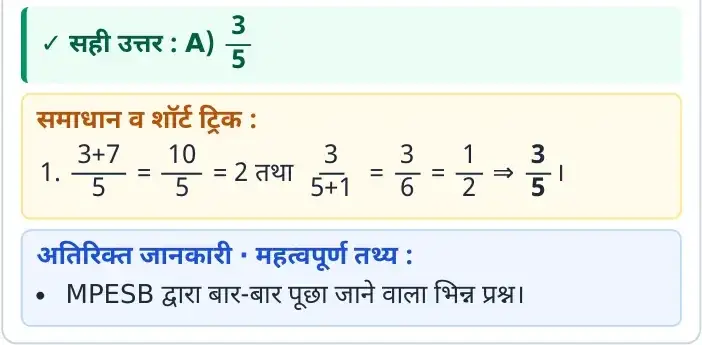 ✓ सही उत्तर : A) 3/5
समाधान व शॉर्ट ट्रिक :
1. 3+7/5 = 10/5 = 2 तथा 3/5+1 = 3/6 = 1/2 ⇒ 3/5 ।
अतिरिक्त जानकारी · महत्वपूर्ण तथ्य :
• MPESB द्वारा बार-बार पूछा जाने वाला भिन्न प्रश्न।